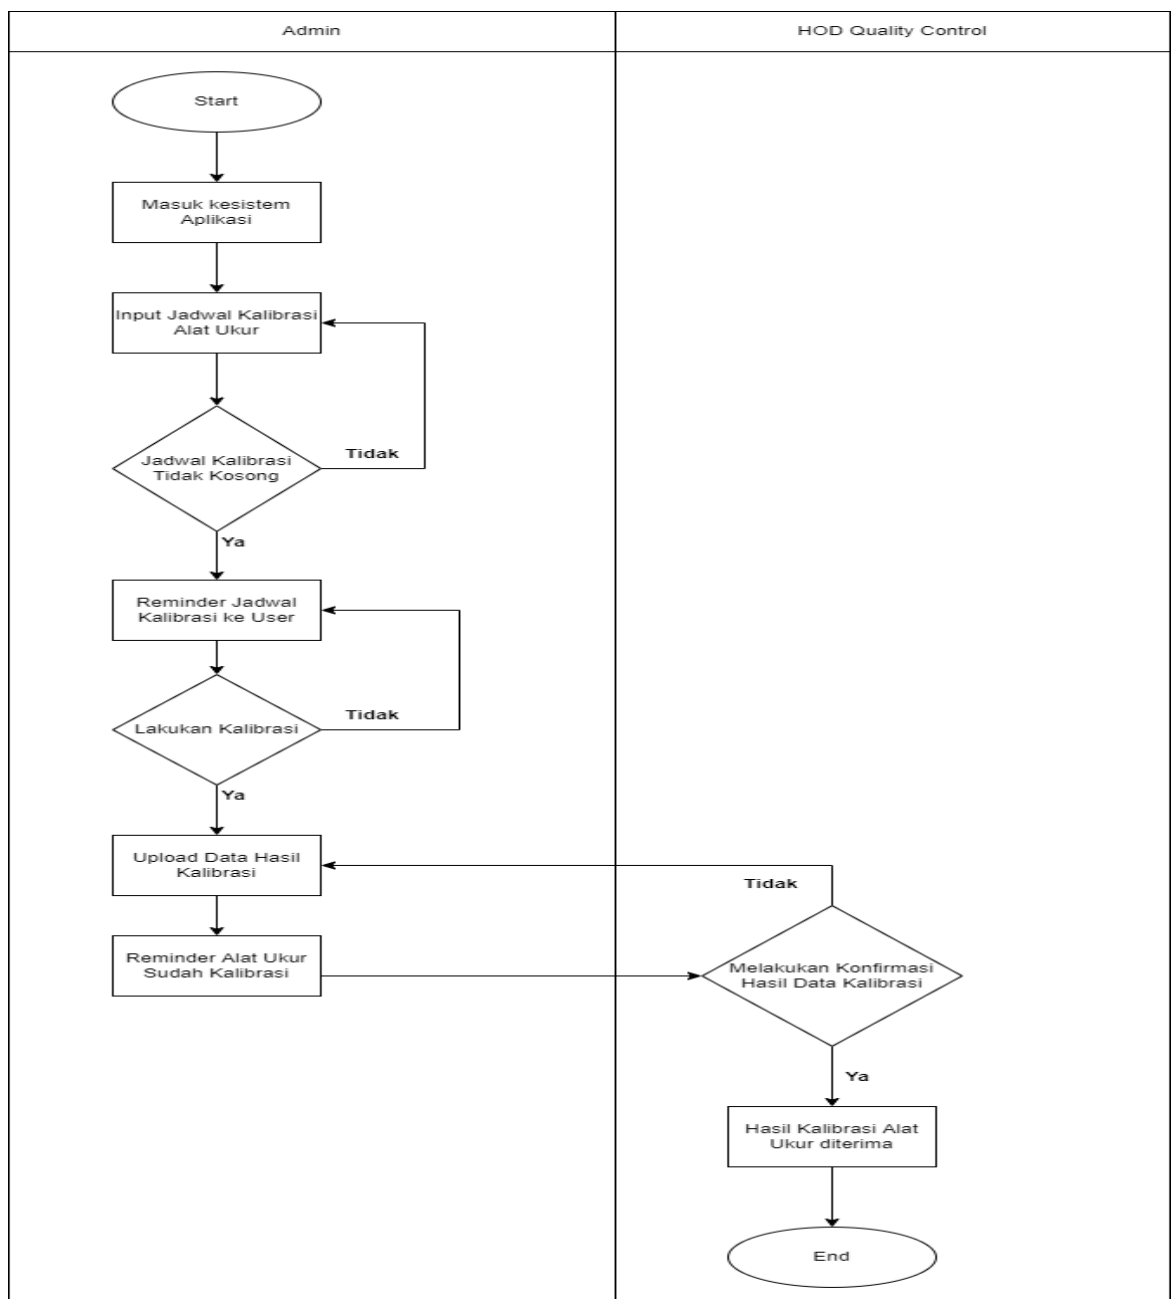 Admin
HOD Quality Control
Start
Masuk kesistem
Aplikasi
Input Jadwal Kalibrasi
Alat Ukur
Jadwal Kalibrasi
Tidak Kosong
Tidak
Ya
Reminder Jadwal
Kalibrasi ke User
Lakukan Kalibrasi
Tidak
Ya
Upload Data Hasil
Kalibrasi
Reminder Alat Ukur
Sudah Kalibrasi
Tidak
Melakukan Konfirmasi
Hasil Data Kalibrasi
Ya
Hasil Kalibrasi Alat
Ukur diterima
End